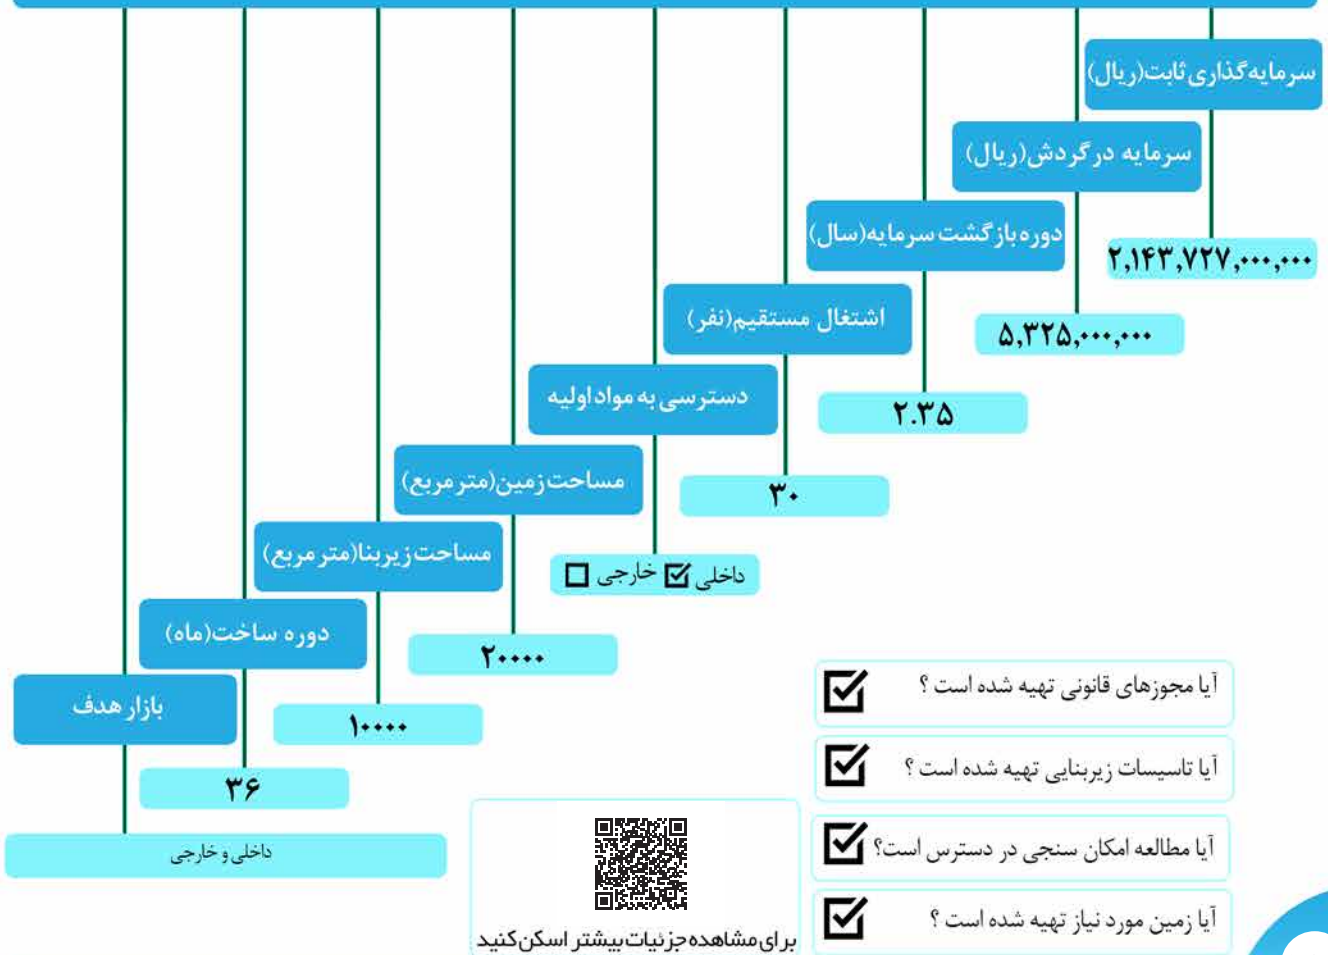 سرمایه‌گذاری ثابت(ریال)
۲,۱۴۳,۷۲۷,۰۰۰,۰۰۰
سرمایه در گردش(ریال)
۵,۳۲۵,۰۰۰,۰۰۰
دوره بازگشت سرمایه(سال)
۲.۳۵
اشتغال مستقیم(نفر)
۳۰
دسترسی به مواد اولیه
داخلی ☑ خارجی ☐
مساحت زمین(متر مربع)
۲۰۰۰۰
مساحت زیربنا(متر مربع)
۱۰۰۰۰
دوره ساخت(ماه)
۳۶
بازار هدف
داخلی و خارجی
آیا مجوزهای قانونی تهیه شده است ؟ ☑
آیا تاسیسات زیربنایی تهیه شده است ؟ ☑
آیا مطالعه امکان سنجی در دسترس است؟ ☑
آیا زمین مورد نیاز تهیه شده است ؟ ☑
برای مشاهده جزئیات بیشتر اسکن کنید